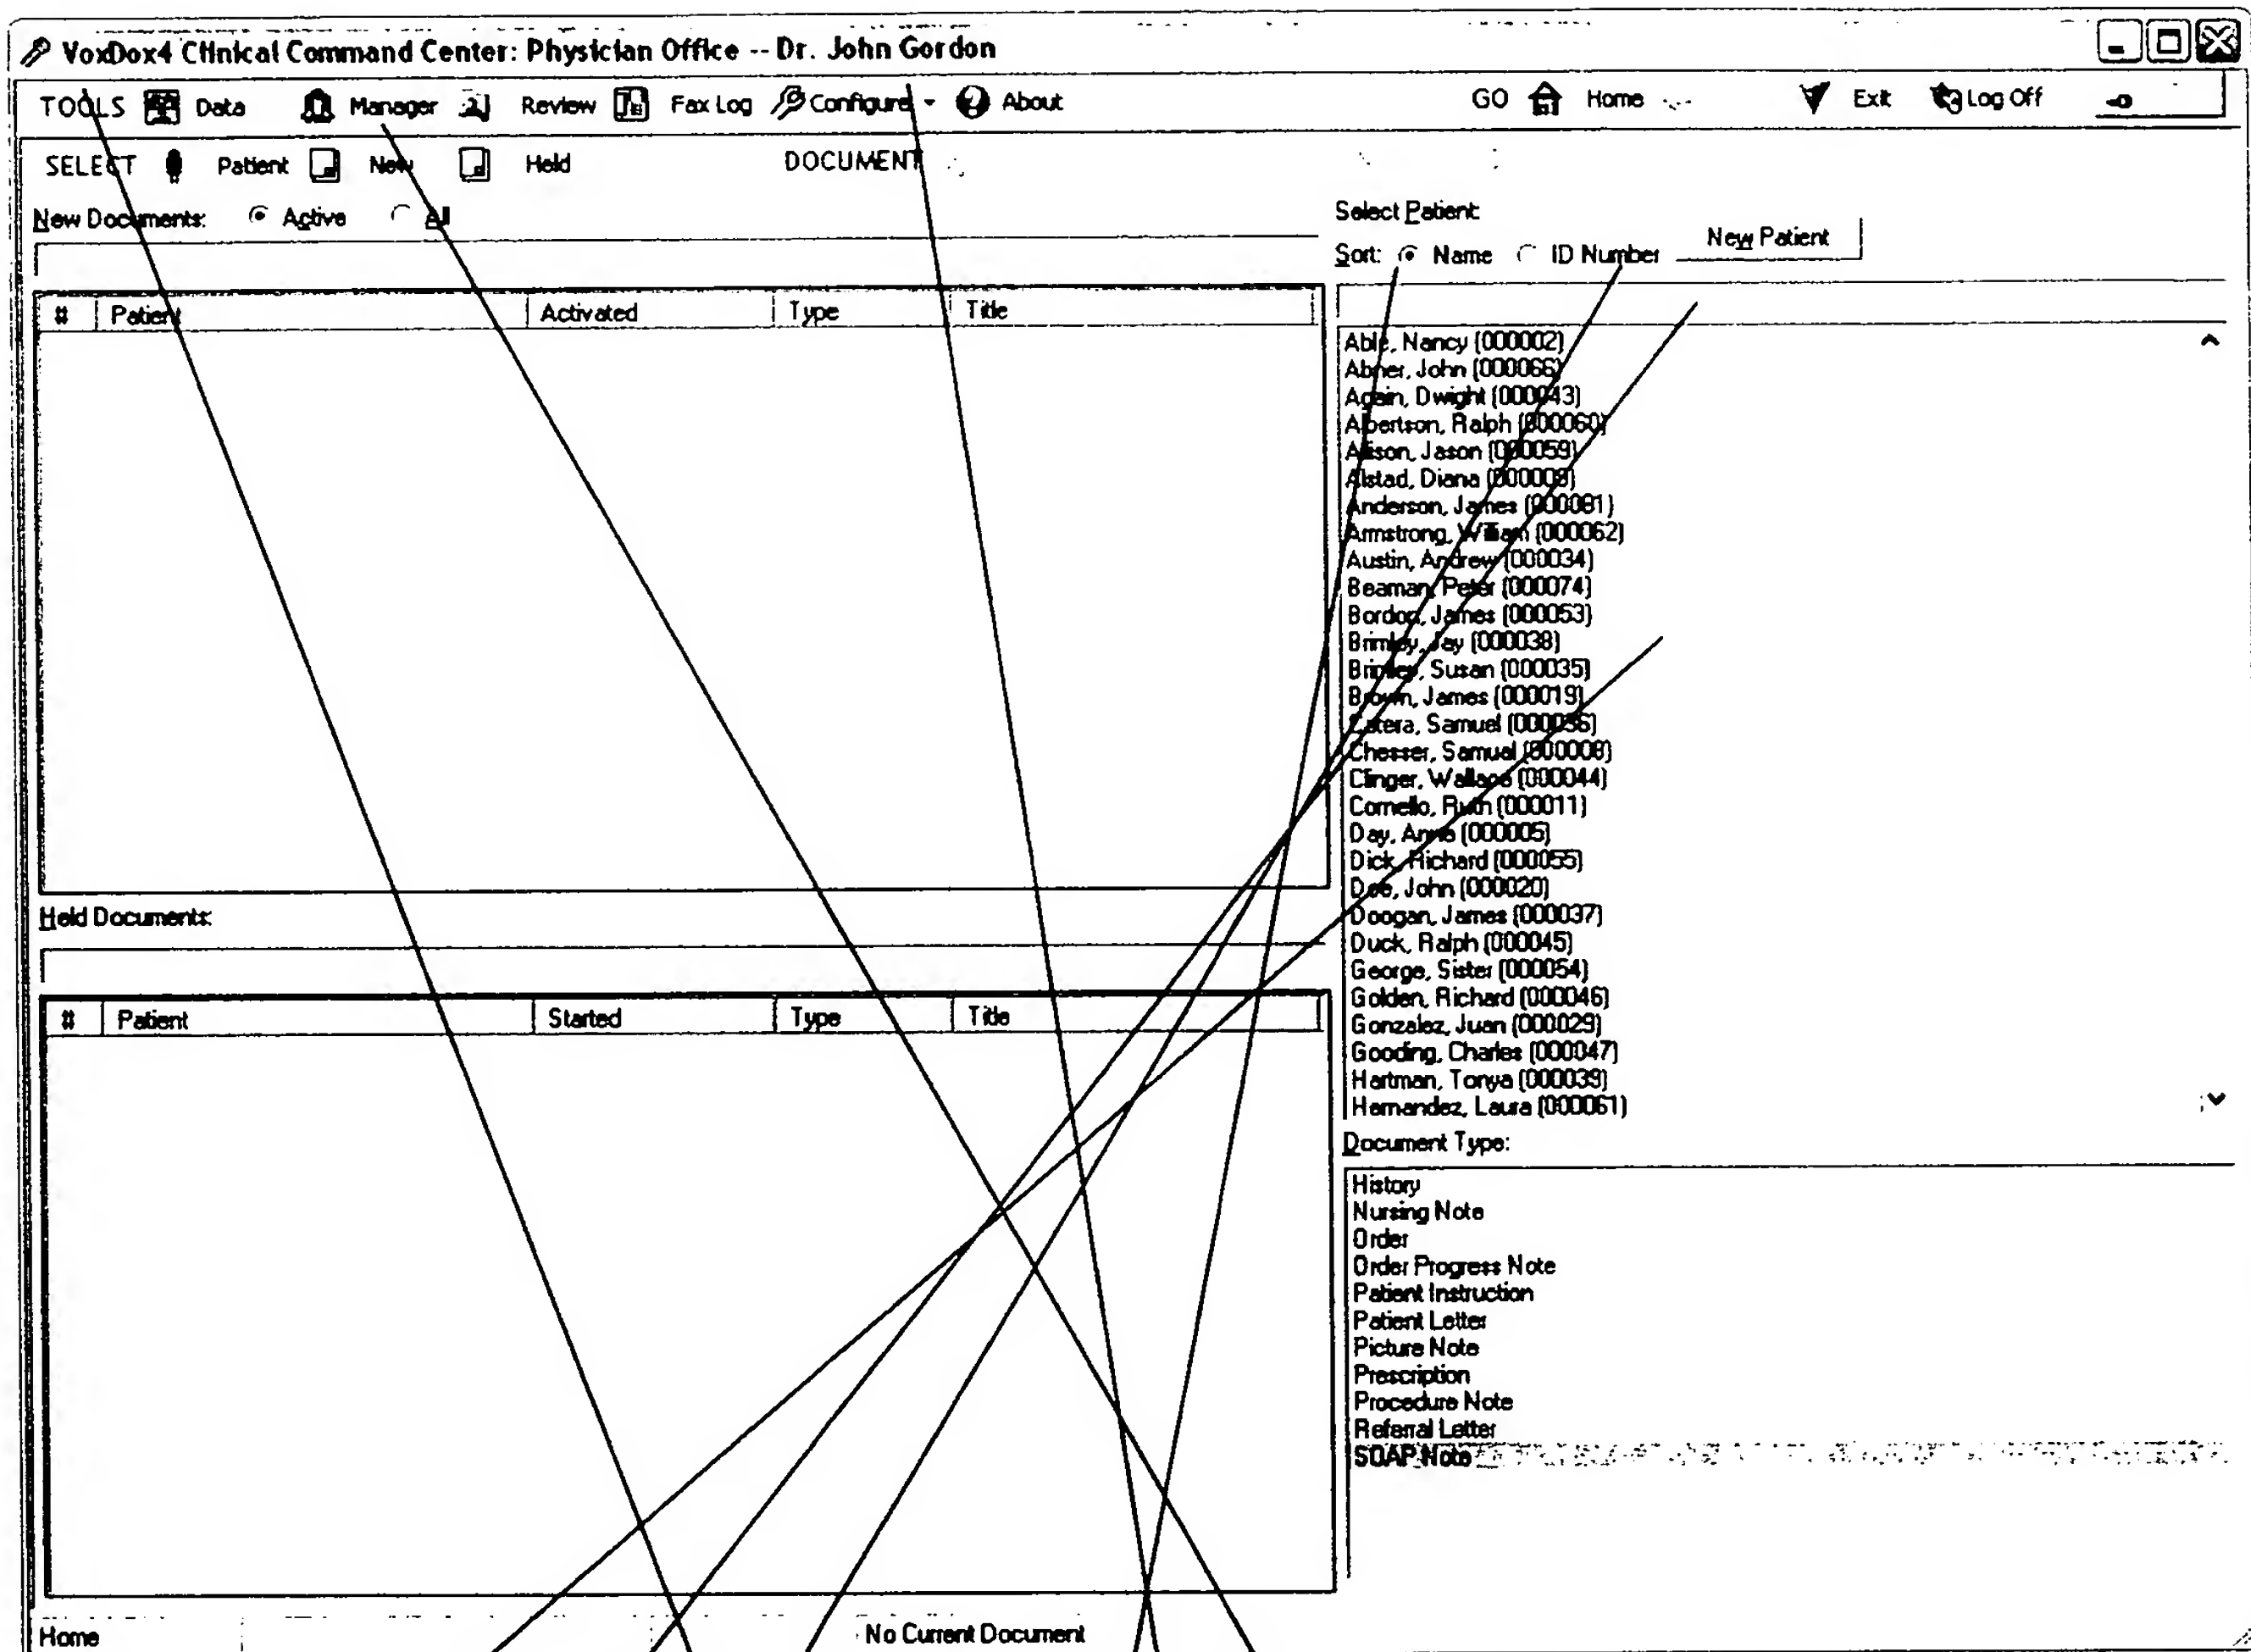 VoxDox4 Clinical Command Center: Physician Office -- Dr. John Gordon
TOOLS Data Manager Review Fax Log Configure About GO Home Exit Log Off
SELECT Patient New Held DOCUMENT
New Documents: Active All
Select Patient:
Sort: Name ID Number New Patient
# Patient Activated Type Title
Able, Nancy (000002)
Abner, John (000066)
Again, Dwight (000043)
Albertson, Ralph (000060)
Alison, Jason (000059)
Alstad, Diana
Anderson, James
Armstrong, William (000062)
Austin, Andrew (000034)
Beaman, Peter (000074)
Bordon, James (000053)
Brimley, Jay (000038)
Brimley, Susan (000035)
Brown, James (000019)
Samuel
Chesser, Samual (000008)
Clinger, Wallace (000044)
Cornello, Ruth (000011)
Day, Anne (000005)
Dick, Richard (000055)
Doe, John (000020)
Doogan, James (000037)
Duck, Ralph (000045)
George, Sister (000054)
Golden, Richard (000046)
Gonzalez, Juan (000029)
Gooding, Charles (000047)
Hartman, Tonya (000039)
Hernandez, Laura (000061)
Held Documents:
# Patient Started Type Title
Document Type:
History
Nursing Note
Order
Order Progress Note
Patient Instruction
Patient Letter
Picture Note
Prescription
Procedure Note
Referral Letter
SOAP Note
Home No Current Document